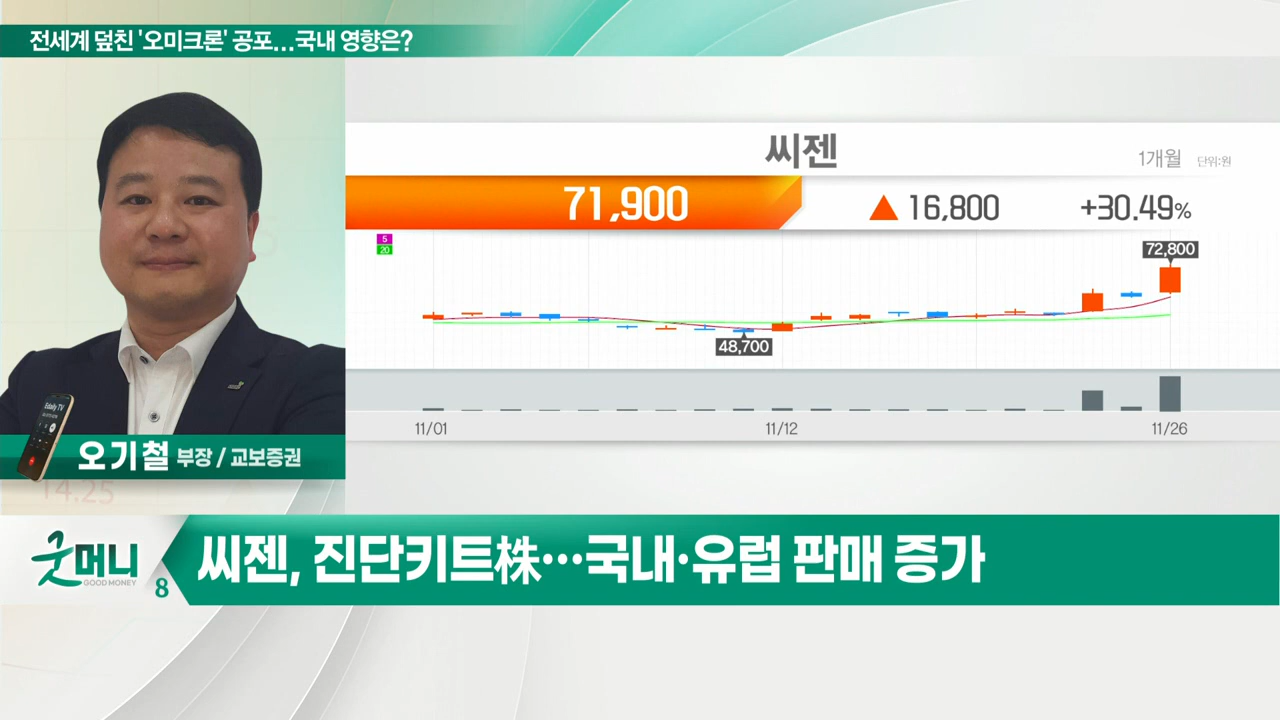 전세계 덮친 '오미크론' 공포...국내 영향은?
씨젠
1개월 단위:원
71,900 ▲ 16,800 +30.49%
5
20
72,800
48,700
11/01 11/12 11/26
Edaily TV
오기철 부장 / 교보증권
14.25
굿머니
GOOD MONEY
8
씨젠, 진단키트株…국내·유럽 판매 증가